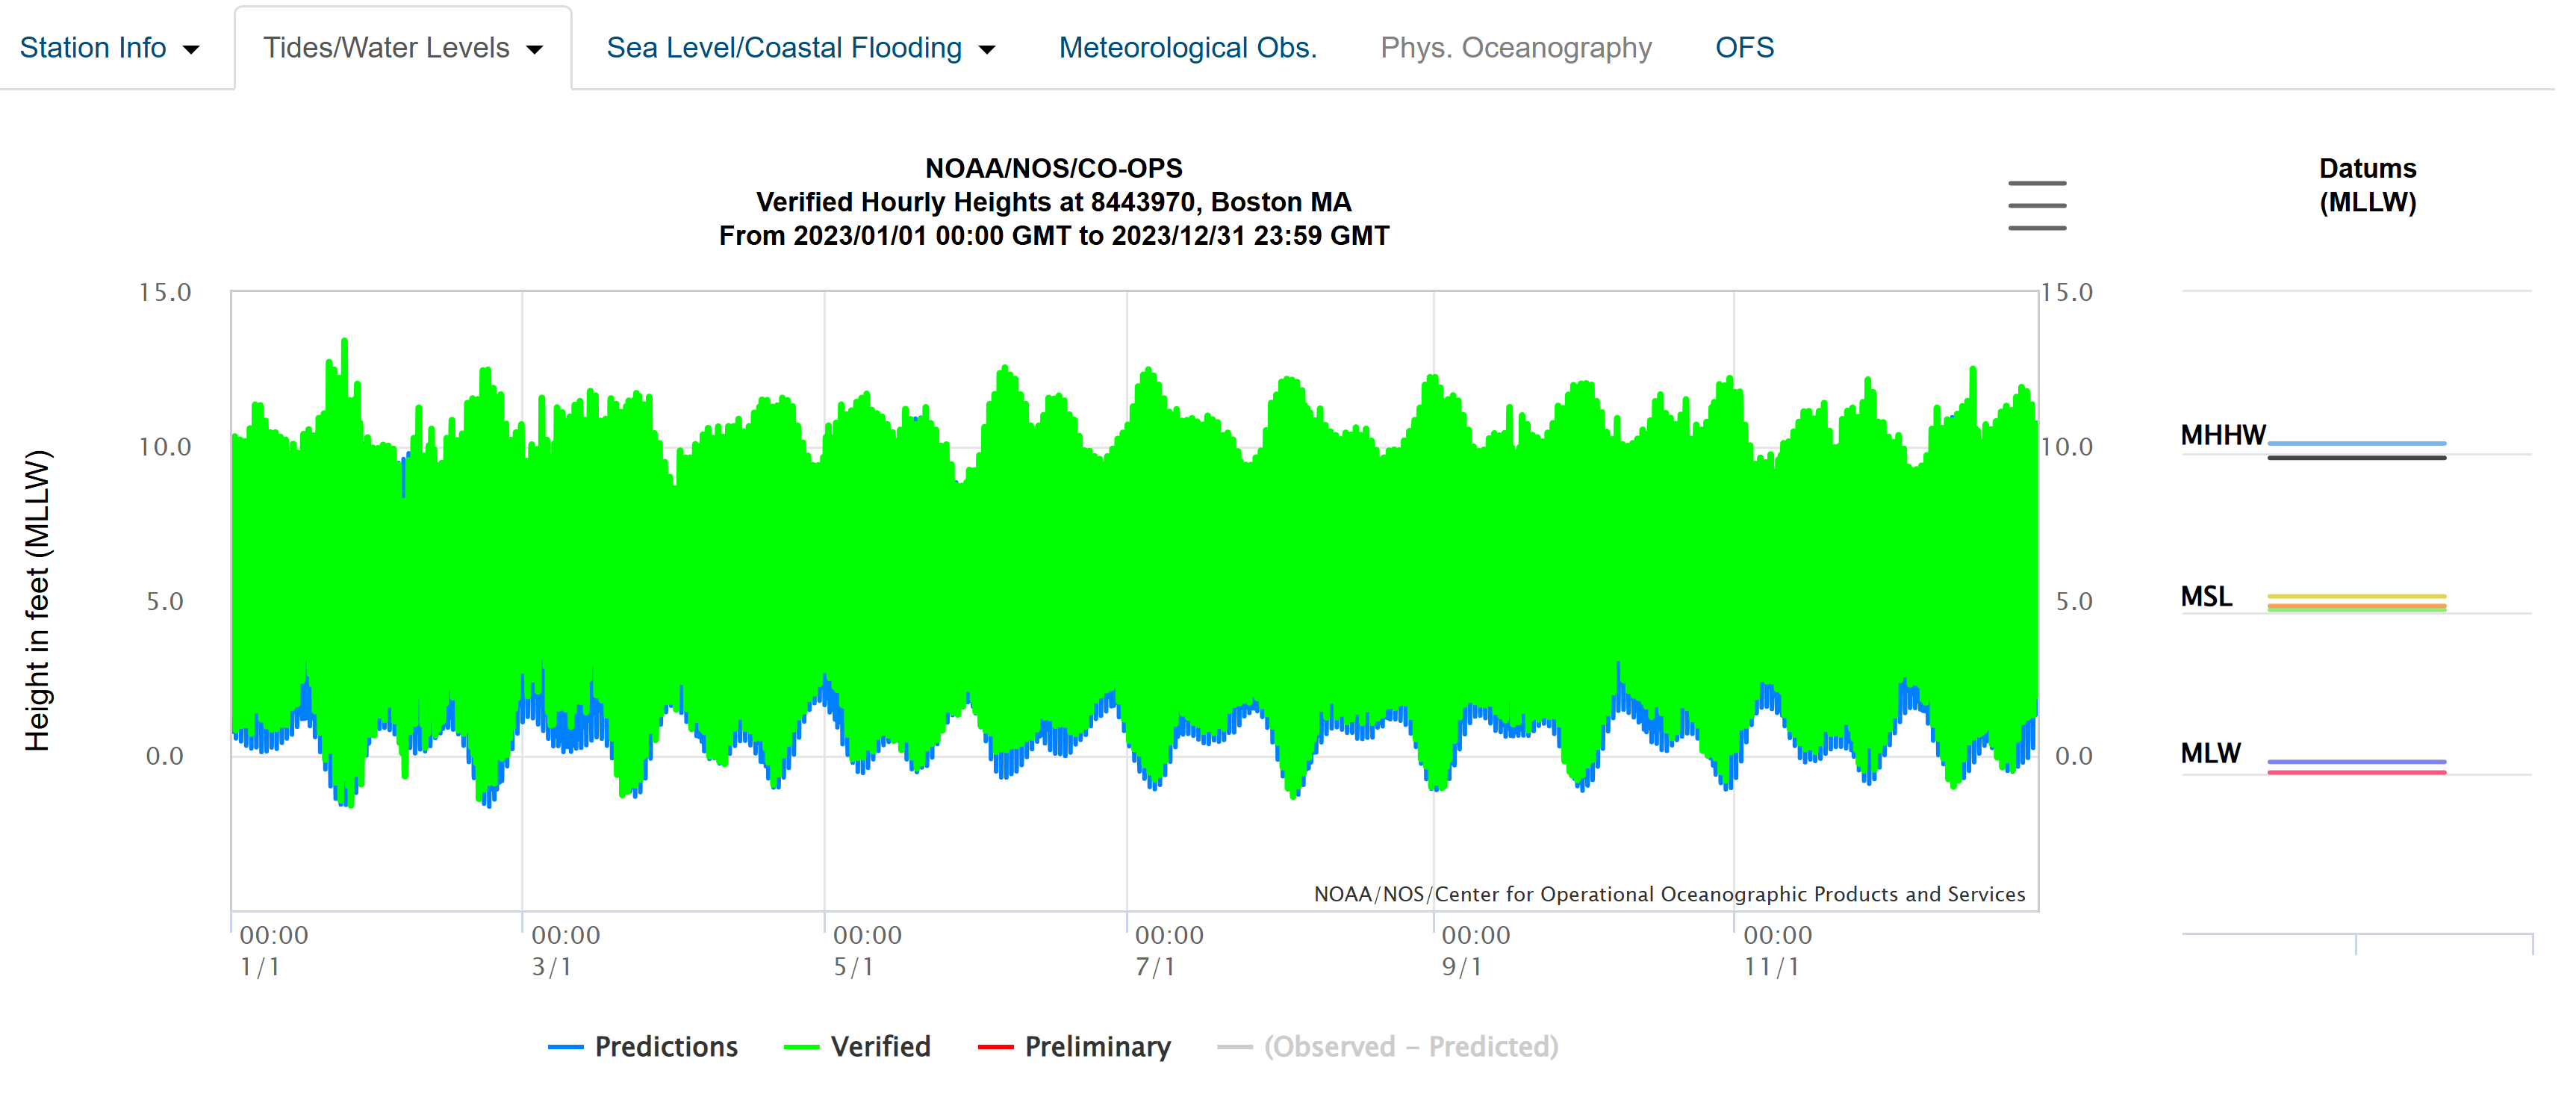 Station Info Tides/Water Levels Sea Level/Coastal Flooding Meteorological Obs. Phys. Oceanography OFS
NOAA/NOS/CO-OPS
Verified Hourly Heights at 8443970, Boston MA
From 2023/01/01 00:00 GMT to 2023/12/31 23:59 GMT
Datums
(MLLW)
Height in feet (MLLW)
15.0
10.0
5.0
0.0
15.0
10.0
5.0
0.0
MHHW
MSL
MLW
NOAA/NOS/Center for Operational Oceanographic Products and Services
00:00 00:00 00:00 00:00 00:00 00:00
1/1 3/1 5/1 7/1 9/1 11/1
Predictions Verified Preliminary (Observed – Predicted)